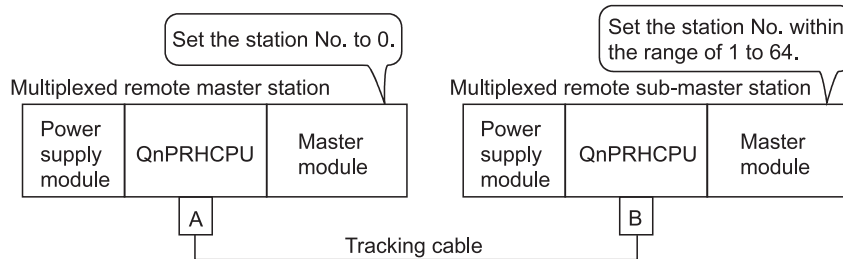 Set the station No. to 0.
Set the station No. within
the range of 1 to 64.
Multiplexed remote master station
Multiplexed remote sub-master station
Power
supply
module
QnPRHCPU
Master
module
Power
supply
module
QnPRHCPU
Master
module
A
B
Tracking cable